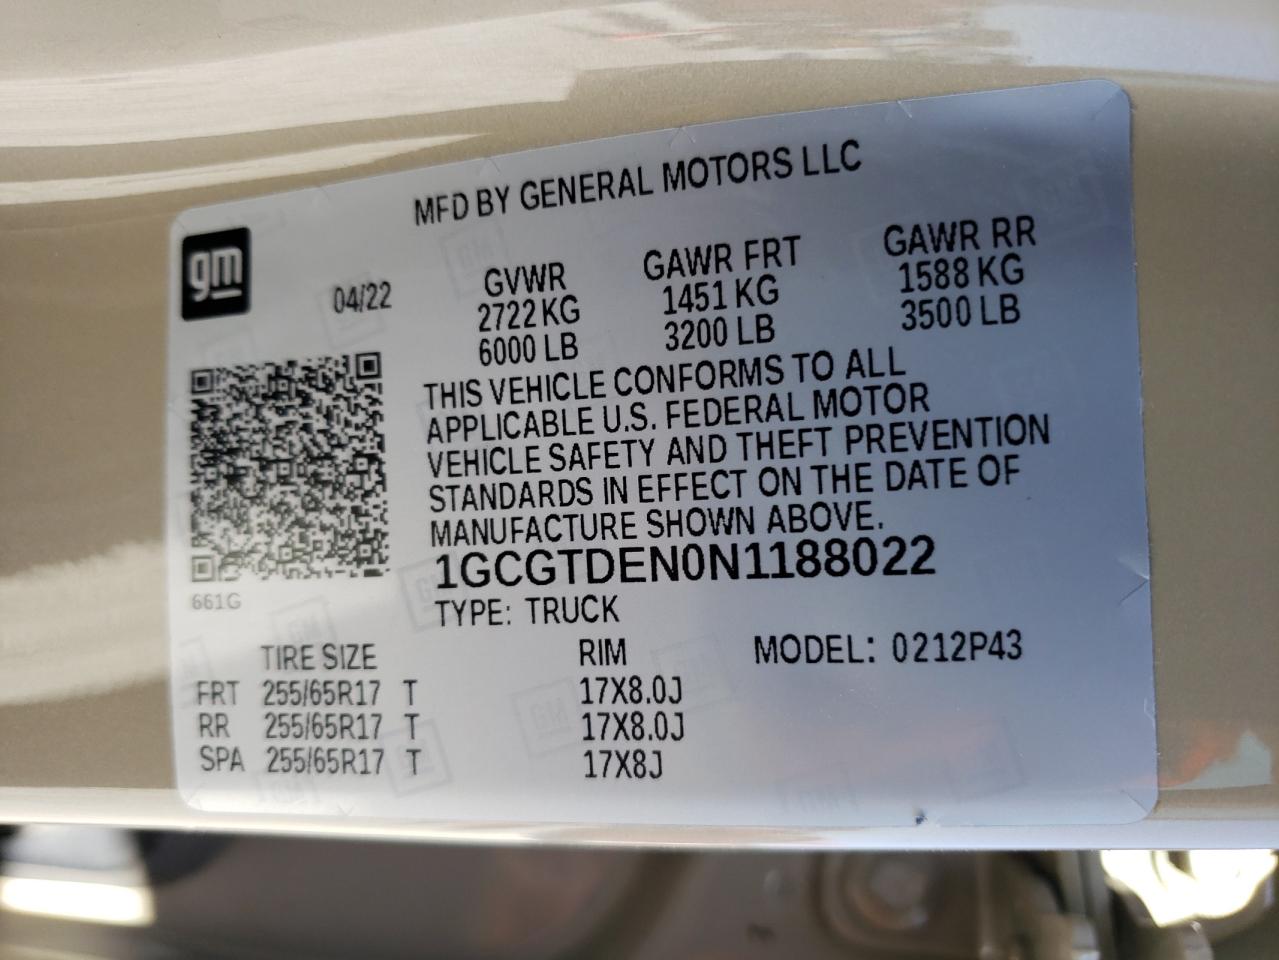 MFD BY GENERAL MOTORS LLC
gm
04/22
GVWR
2722 KG
6000 LB
GAWR FRT
1451 KG
3200 LB
GAWR RR
1588 KG
3500 LB
THIS VEHICLE CONFORMS TO ALL
APPLICABLE U.S. FEDERAL MOTOR
VEHICLE SAFETY AND THEFT PREVENTION
STANDARDS IN EFFECT ON THE DATE OF
MANUFACTURE SHOWN ABOVE.
1GCGTDEN0N1188022
661G
TYPE: TRUCK
TIRE SIZE RIM MODEL: 0212P43
FRT 255/65R17 T 17X8.0J
RR 255/65R17 T 17X8.0J
SPA 255/65R17 T 17X8J